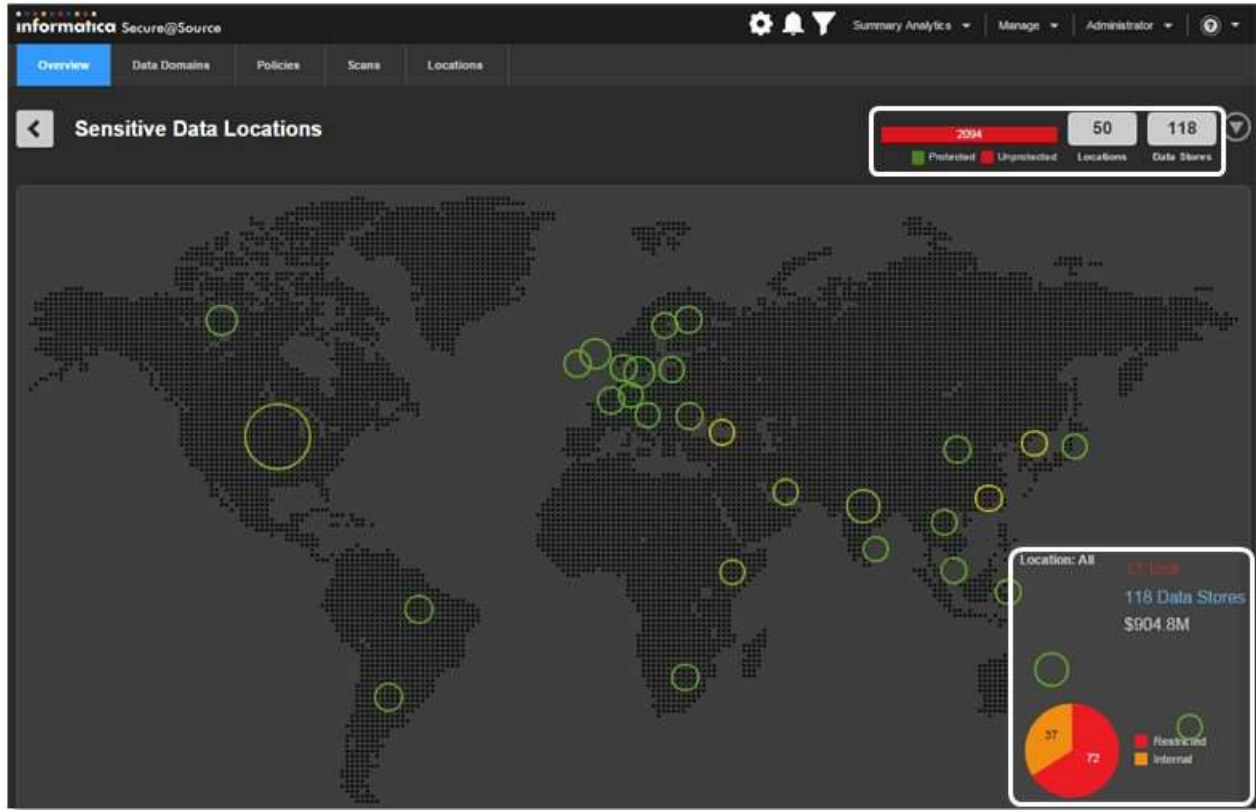 informatica Secure@Source
Summary Analytics Manage Administrator ?
Overview Data Domains Policies Scans Locations
Sensitive Data Locations
2094 50 118
Protected Unprotected Locations Data Stores
Location: All
118 Data Stores
$904.8M
37
72
Restricted
Internal